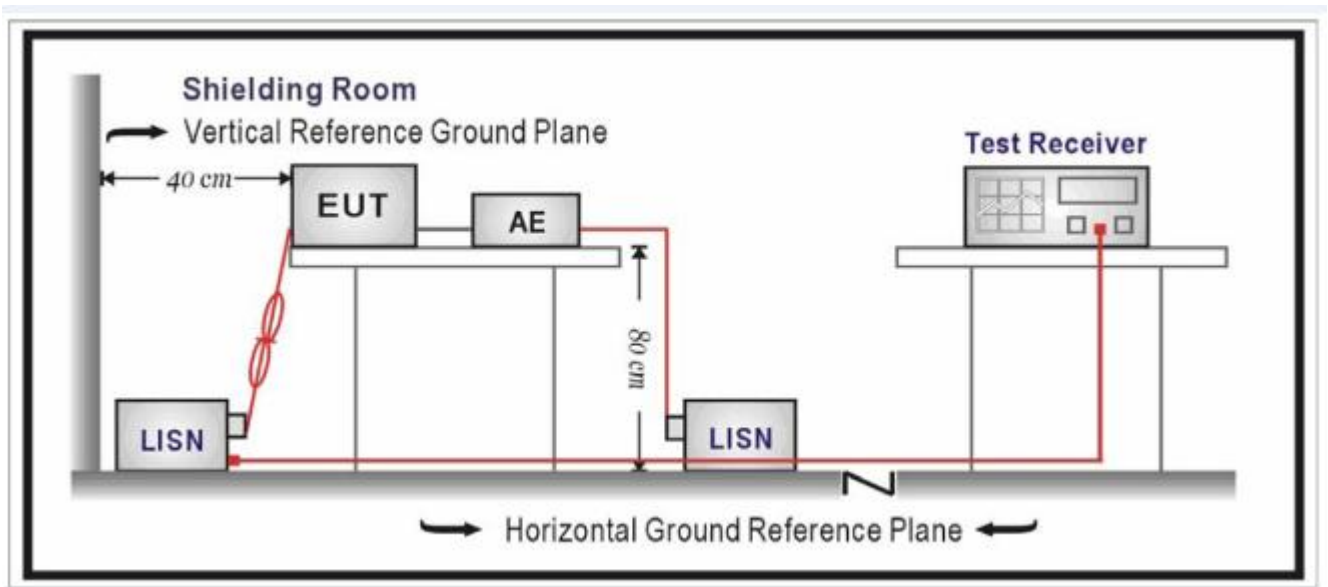 Shielding Room
Vertical Reference Ground Plane
Test Receiver
40 cm
EUT
AE
80 cm
LISN
LISN
Horizontal Ground Reference Plane